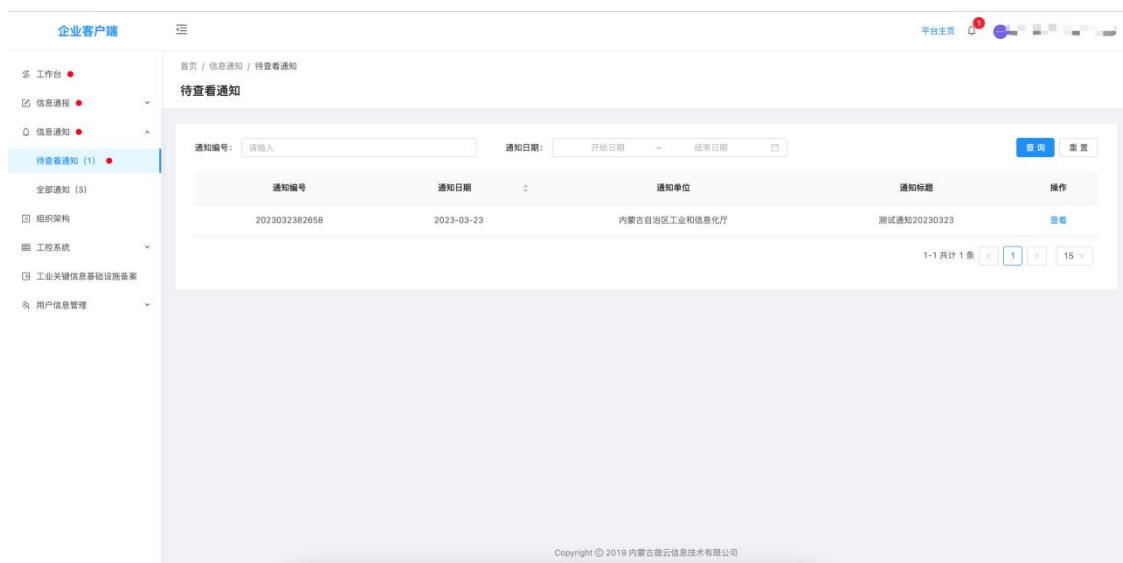 企业客户端
平台主页
1
工作台
信息通报
信息通知
待查看通知（1）
全部通知（3）
组织架构
工控系统
工业关键信息基础设施备案
用户信息管理
首页 / 信息通知 / 待查看通知
待查看通知
通知编号： 请输入 通知日期： 开始日期 ~ 结束日期 查 询 重 置
通知编号 通知日期 通知单位 通知标题 操作
2023032382658 2023-03-23 内蒙古自治区工业和信息化厅 测试通知20230323 查看
1-1 共计 1 条 < 1 > 15
Copyright © 2019 内蒙古微云信息技术有限公司